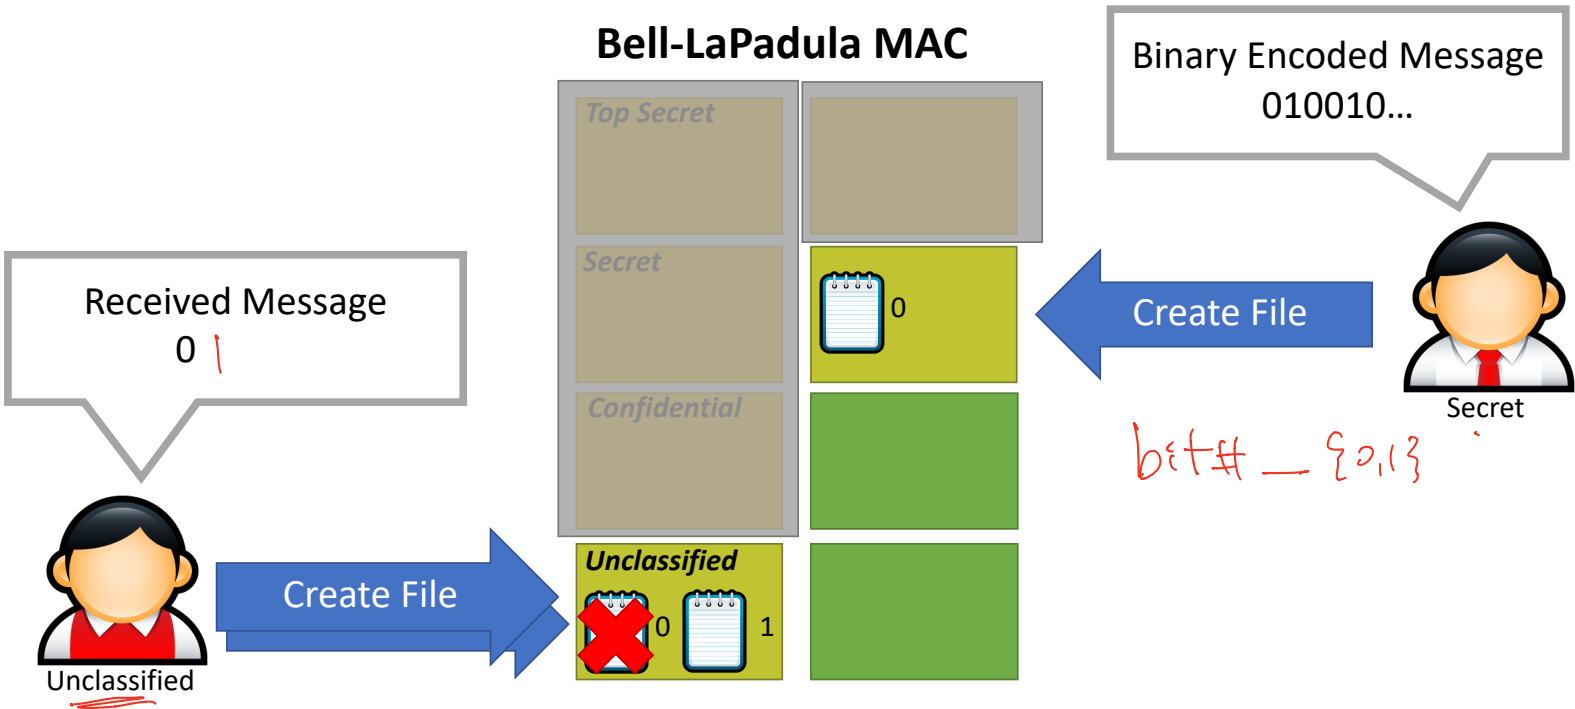 Bell-LaPadula MAC
Binary Encoded Message
010010...
Top Secret
Secret
0
Create File
Secret
Received Message
0 1
Confidential
bit# _ {0,1}
Unclassified
Create File
0
1
Unclassified